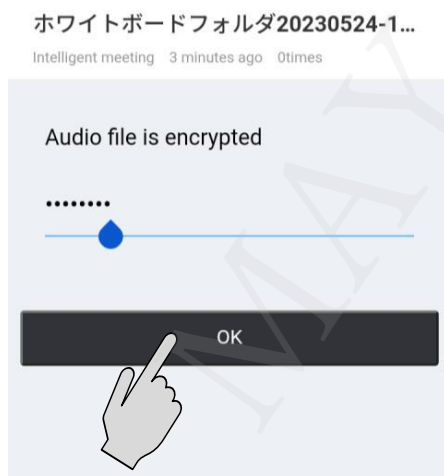 ホワイトボードフォルダ20230524-1...
Intelligent meeting 3 minutes ago 0times
Audio file is encrypted
••••••••
OK
MAY